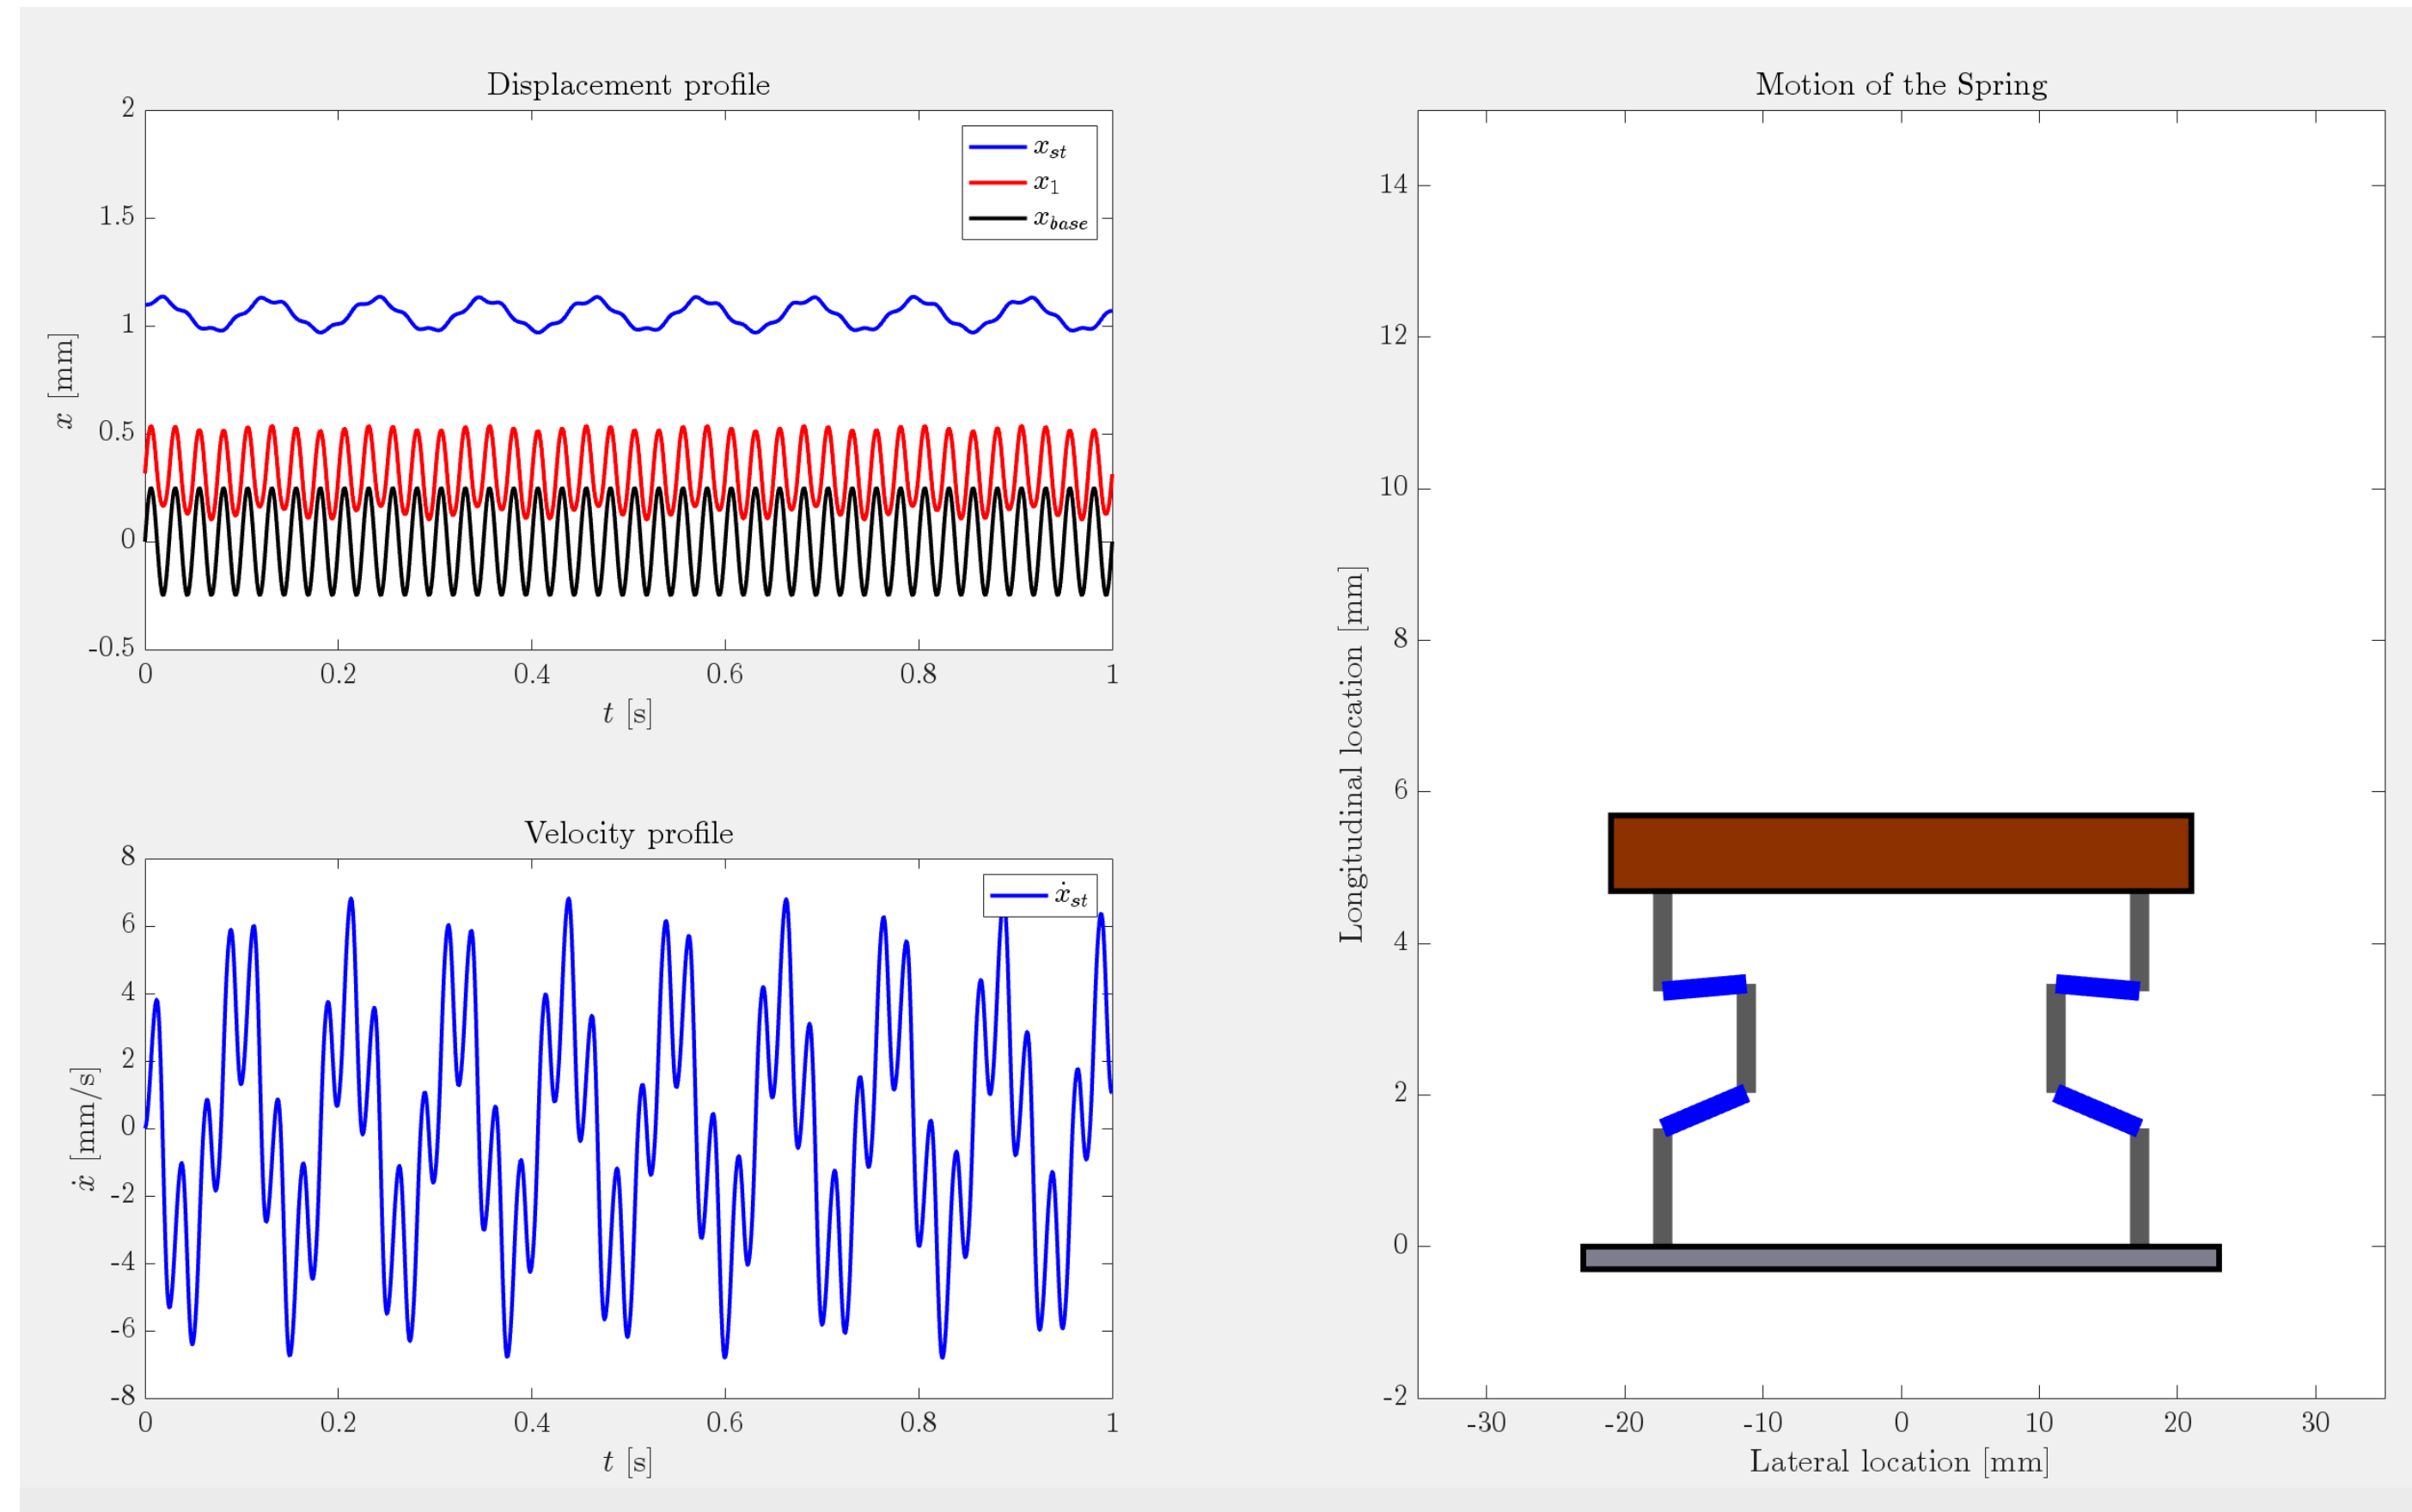 Displacement profile
2
1.5
1
0.5
0
-0.5
x [mm]
x_st
x_1
x_base
0 0.2 0.4 0.6 0.8 1
t [s]
Velocity profile
8
6
4
2
0
-2
-4
-6
-8
ẋ [mm/s]
ẋ_st
0 0.2 0.4 0.6 0.8 1
t [s]
Motion of the Spring
14
12
10
8
6
4
2
0
-2
Longitudinal location [mm]
-30 -20 -10 0 10 20 30
Lateral location [mm]